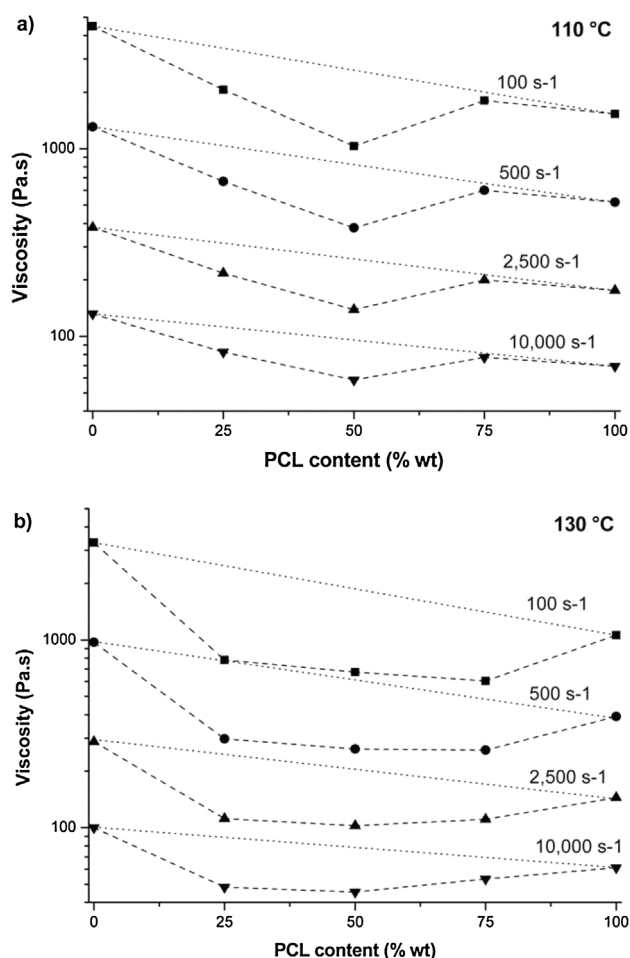 a)
110 °C
100 s-1
1000
500 s-1
2,500 s-1
100
10,000 s-1
Viscosity (Pa.s)
0 25 50 75 100
PCL content (% wt)
b)
130 °C
100 s-1
1000
500 s-1
2,500 s-1
100
10,000 s-1
Viscosity (Pa.s)
0 25 50 75 100
PCL content (% wt)